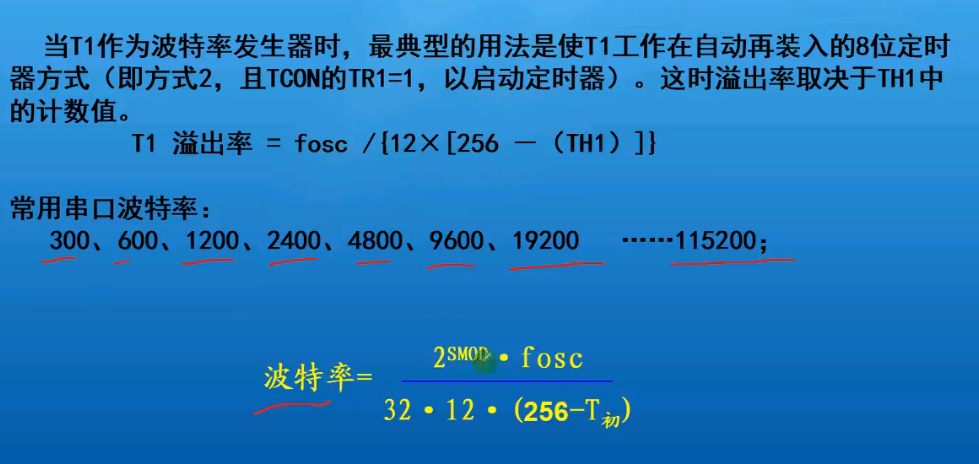 当T1作为波特率发生器时，最典型的用法是使T1工作在自动再装入的8位定时
器方式（即方式2，且TCON的TR1=1，以启动定时器）。这时溢出率取决于TH1中
的计数值。
T1 溢出率 = fosc /{12×[256 － （TH1）]}
常用串口波特率：
300、600、1200、2400、4800、9600、19200 ……115200；
波特率= 2^SMOD·fosc
32·12·(256-T初)